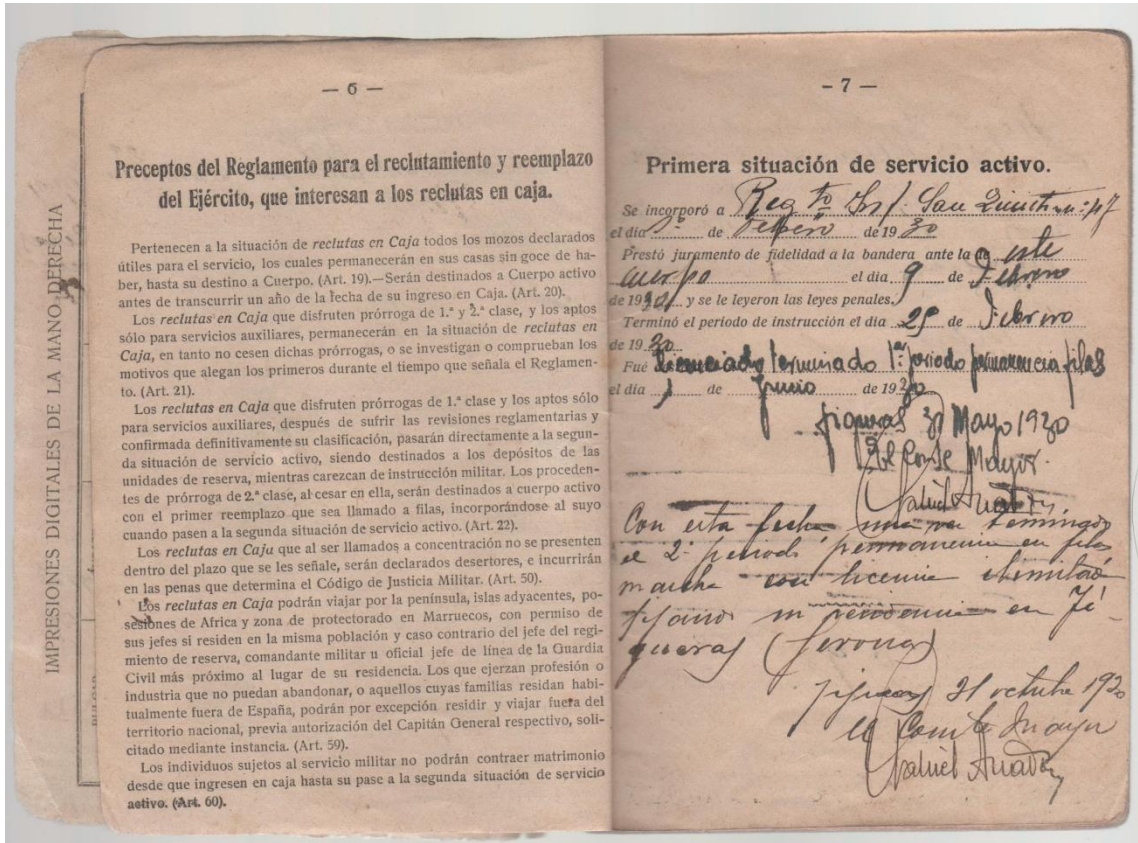 IMPRESIONES DIGITALES DE LA MANO DERECHA
— 6 —
Preceptos del Reglamento para el reclutamiento y reemplazo
del Ejército, que interesan a los reclutas en caja.
Pertenecen a la situación de reclutas en Caja todos los mozos declarados
útiles para el servicio, los cuales permanecerán en sus casas sin goce de ha-
ber, hasta su destino a Cuerpo. (Art. 19).—Serán destinados a Cuerpo activo
antes de transcurrir un año de la fecha de su ingreso en Caja. (Art. 20).
Los reclutas en Caja que disfruten prórroga de 1.ª y 2.ª clase, y los aptos
sólo para servicios auxiliares, permanecerán en la situación de reclutas en
Caja, en tanto no cesen dichas prórrogas, o se investigan o comprueban los
motivos que alegan los primeros durante el tiempo que señala el Reglamen-
to. (Art. 21).
Los reclutas en Caja que disfruten prórrogas de 1.ª clase y los aptos sólo
para servicios auxiliares, después de sufrir las revisiones reglamentarias y
confirmada definitivamente su clasificación, pasarán directamente a la segun-
da situación de servicio activo, siendo destinados a los depósitos de las
unidades de reserva, mientras carezcan de instrucción militar. Los proceden-
tes de prórroga de 2.ª clase, al cesar en ella, serán destinados a cuerpo activo
con el primer reemplazo que sea llamado a filas, incorporándose al suyo
cuando pasen a la segunda situación de servicio activo. (Art. 22).
Los reclutas en Caja que al ser llamados a concentración no se presenten
dentro del plazo que se les señale, serán declarados desertores, e incurrirán
en las penas que determina el Código de Justicia Militar. (Art. 50).
Los reclutas en Caja podrán viajar por la península, islas adyacentes, po-
sesiones de Africa y zona de protectorado en Marruecos, con permiso de
sus jefes si residen en la misma población y caso contrario del jefe del regi-
miento de reserva, comandante militar u oficial jefe de línea de la Guardia
Civil más próximo al lugar de su residencia. Los que ejerzan profesión o
industria que no puedan abandonar, o aquellos cuyas familias residan habi-
tualmente fuera de España, podrán por excepción residir y viajar fuera del
territorio nacional, previa autorización del Capitán General respectivo, soli-
citado mediante instancia. (Art. 59).
Los individuos sujetos al servicio militar no podrán contraer matrimonio
desde que ingresen en caja hasta su pase a la segunda situación de servicio
activo. (Art. 60).
— 7 —
Primera situación de servicio activo.
Se incorporó a Regto Inf. San Quintin nº 47
el día 1º de Febrero de 1930
Prestó juramento de fidelidad a la bandera ante la de este
cuerpo el dia 9 de Febrero
de 1930 y se le leyeron las leyes penales.
Terminó el periodo de instrucción el día 25 de Febrero
de 1930
Fué licenciado terminado 1er periodo permanencia filas
el dia 1 de Junio de 1930
Figueras 31 Mayo 1930
El Comte Mayor.
Con esta fecha una vez terminado
el 2º periodo permanencia en filas
marcha con licencia ilimitada
fijando su residencia en Fi-
gueras (Gerona)
Figueras 31 octubre 1930
El Comte Mayor